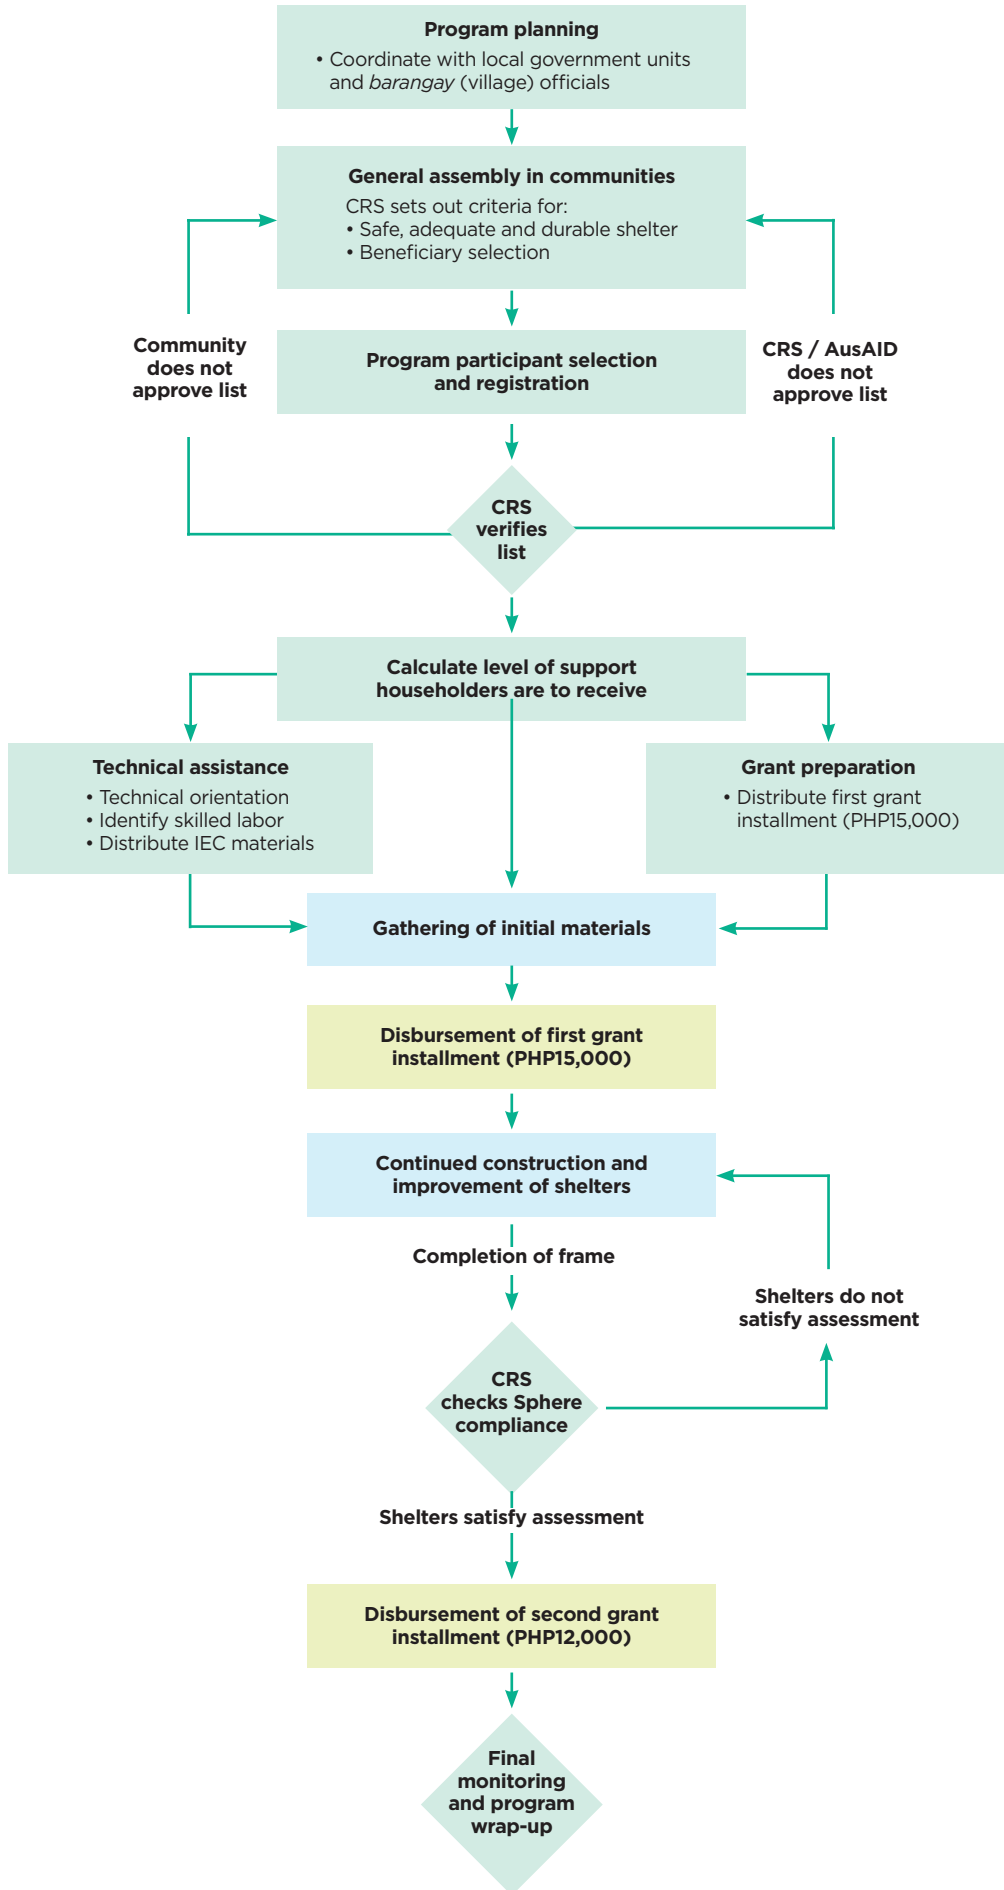 Program planning
• Coordinate with local government units
and barangay (village) officials
General assembly in communities
CRS sets out criteria for:
• Safe, adequate and durable shelter
• Beneficiary selection
Community
does not
approve list
Program participant selection
and registration
CRS / AusAID
does not
approve list
CRS
verifies
list
Calculate level of support
householders are to receive
Technical assistance
• Technical orientation
• Identify skilled labor
• Distribute IEC materials
Grant preparation
• Distribute first grant
installment (PHP15,000)
Gathering of initial materials
Disbursement of first grant
installment (PHP15,000)
Continued construction and
improvement of shelters
Completion of frame
Shelters do not
satisfy assessment
CRS
checks Sphere
compliance
Shelters satisfy assessment
Disbursement of second grant
installment (PHP12,000)
Final
monitoring
and program
wrap-up